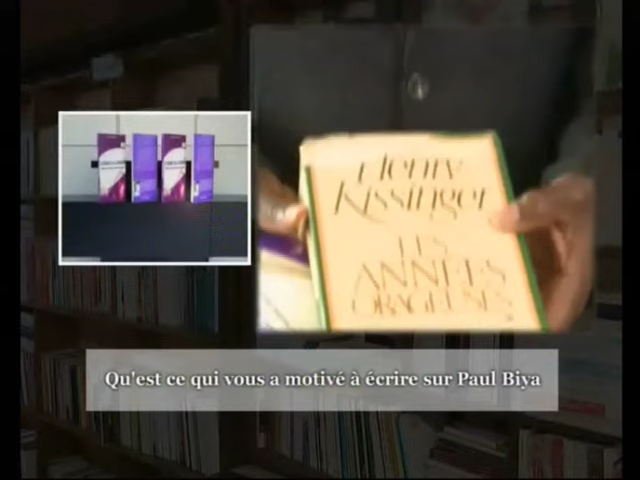 Henry
Kissinger
LES
ANNÉES
ORAGEUSES
Qu'est ce qui vous a motivé à écrire sur Paul Biya